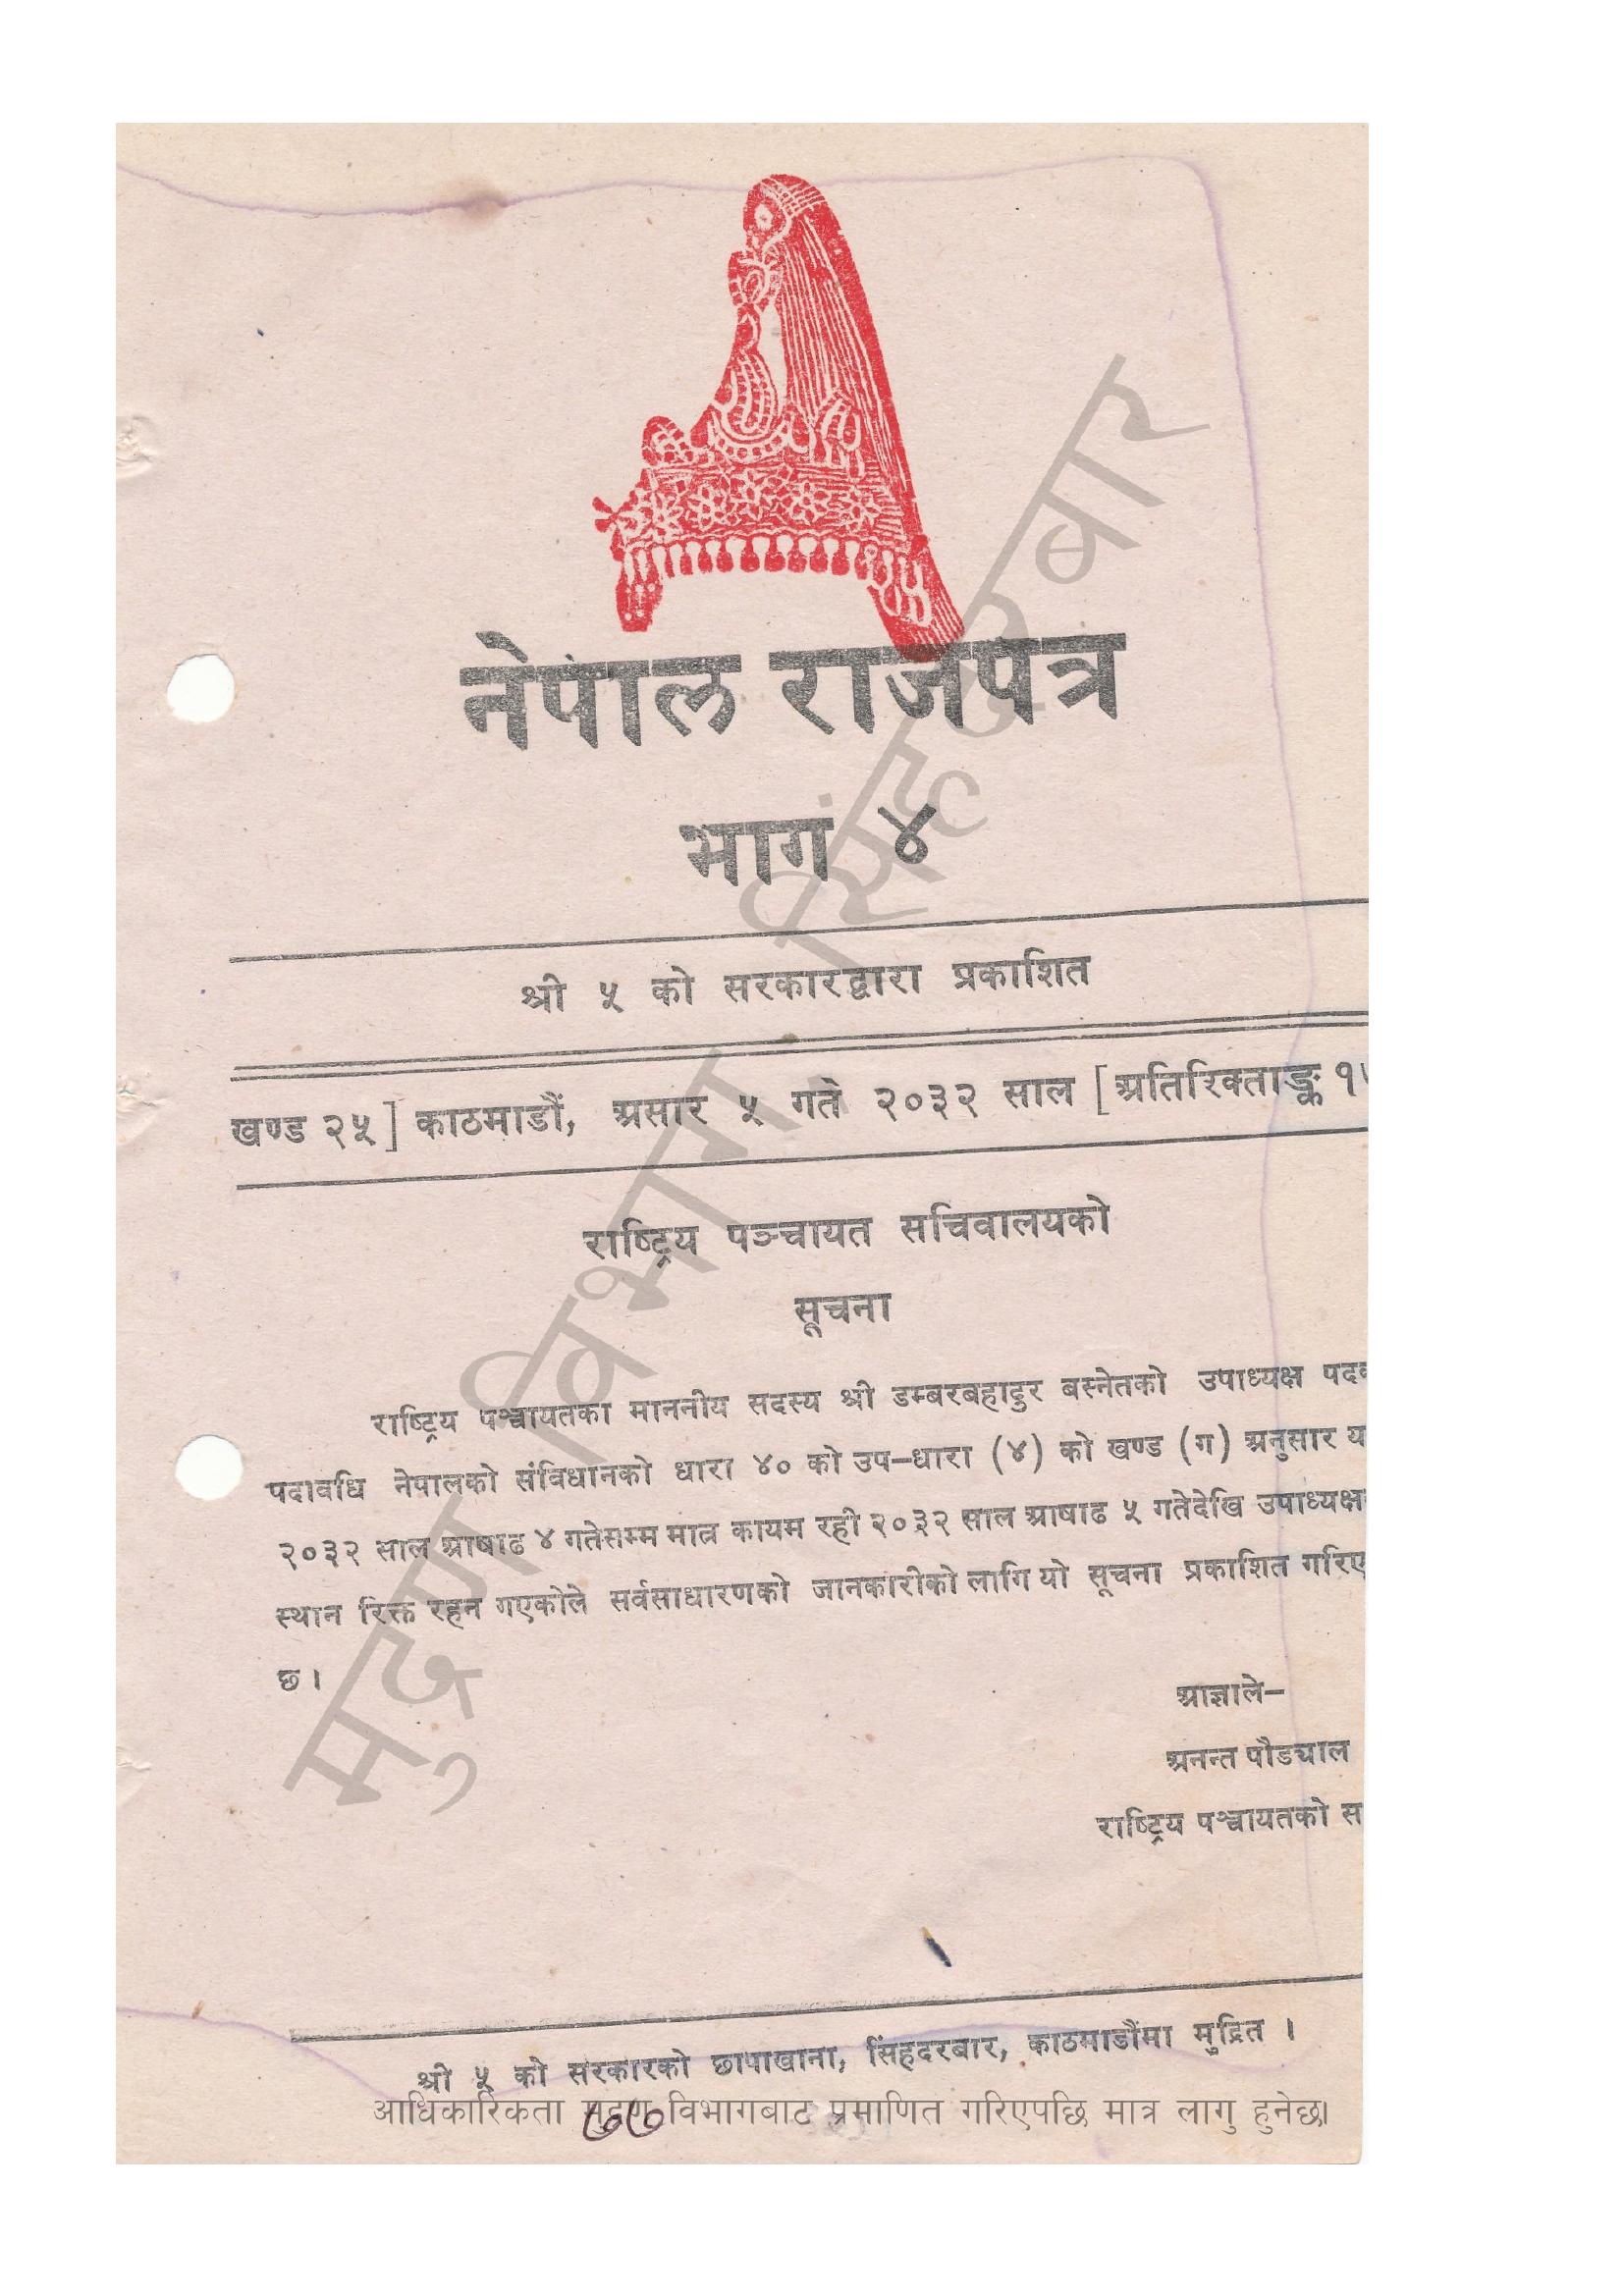 नेपाल राजपत्र
भाग ४
श्री ५ को सरकारद्वारा प्रकाशित
खण्ड २५] काठमाडौं, असार ५ गते २०३२ साल [अतिरिक्ताङ्क
राष्ट्रिय पञ्चायत सचिवालयको
सूचना
राष्ट्रिय पञ्चायतका माननीय सदस्य श्री डम्बरबहादुर बस्नेतको उपाध्यक्ष
पदावधि नेपालको संविधानको धारा ४० को उप–धारा (४) को खण्ड (ग) अनुसार
२०३२ साल आषाढ ४ गतेसम्म मात्र कायम रही २०३२ साल आषाढ ५ गतेदेखि उपाध्यक्ष
स्थान रिक्त रहन गएकोले सर्वसाधारणको जानकारीको लागि यो सूचना प्रकाशित
छ ।
आज्ञाले–
अनन्त पौड्याल
राष्ट्रिय पञ्चायतको
श्री ५ को सरकारको छापाखाना, सिंहदरबार, काठमाडौंमा मुद्रित ।
आधिकारिकता मुद्रण विभागबाट प्रमाणित गरिएपछि मात्र लागु हुनेछ।
७७
मुद्रण विभाग, सिंहदरबार